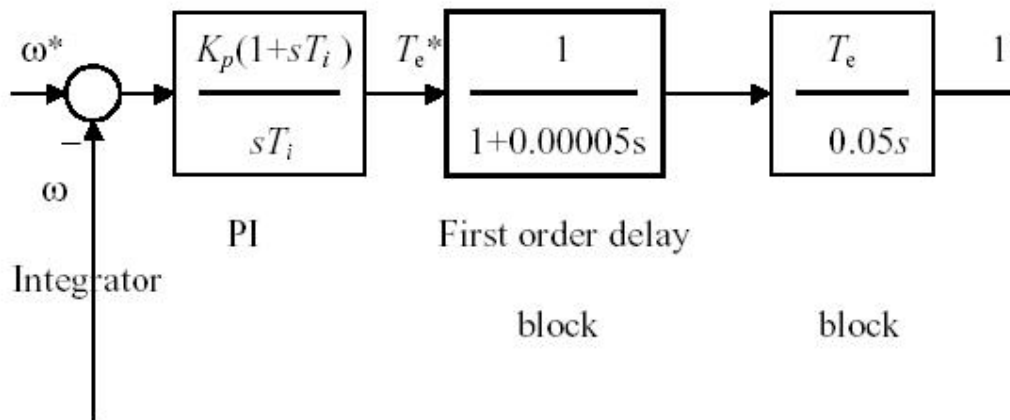 ω* Kp(1+sTi) Te* 1 Te 1
sTi 1+0.00005s 0.05s
−
ω
PI First order delay
Integrator
block block